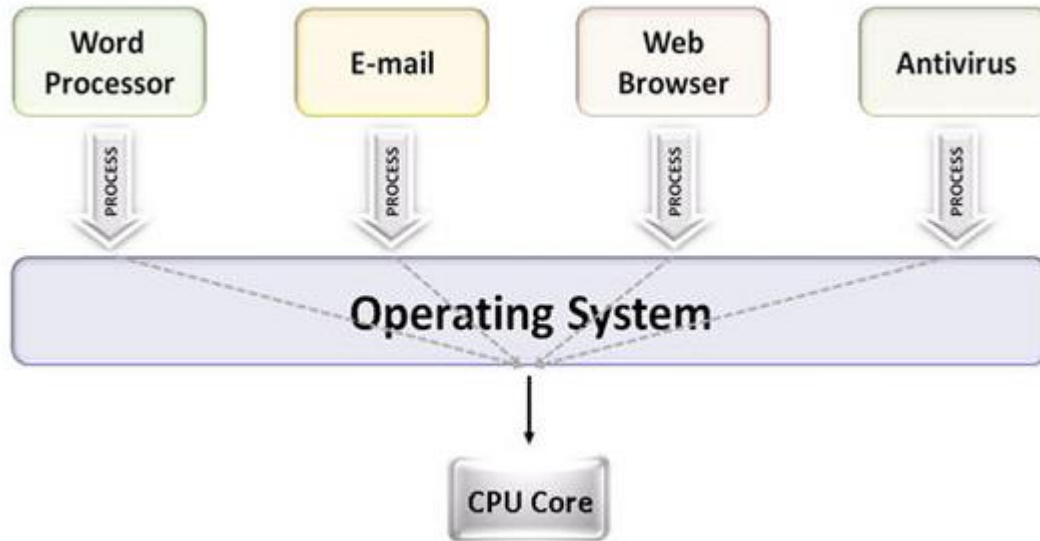 Word
Processor
E-mail
Web
Browser
Antivirus
PROCESS
PROCESS
PROCESS
PROCESS
Operating System
CPU Core